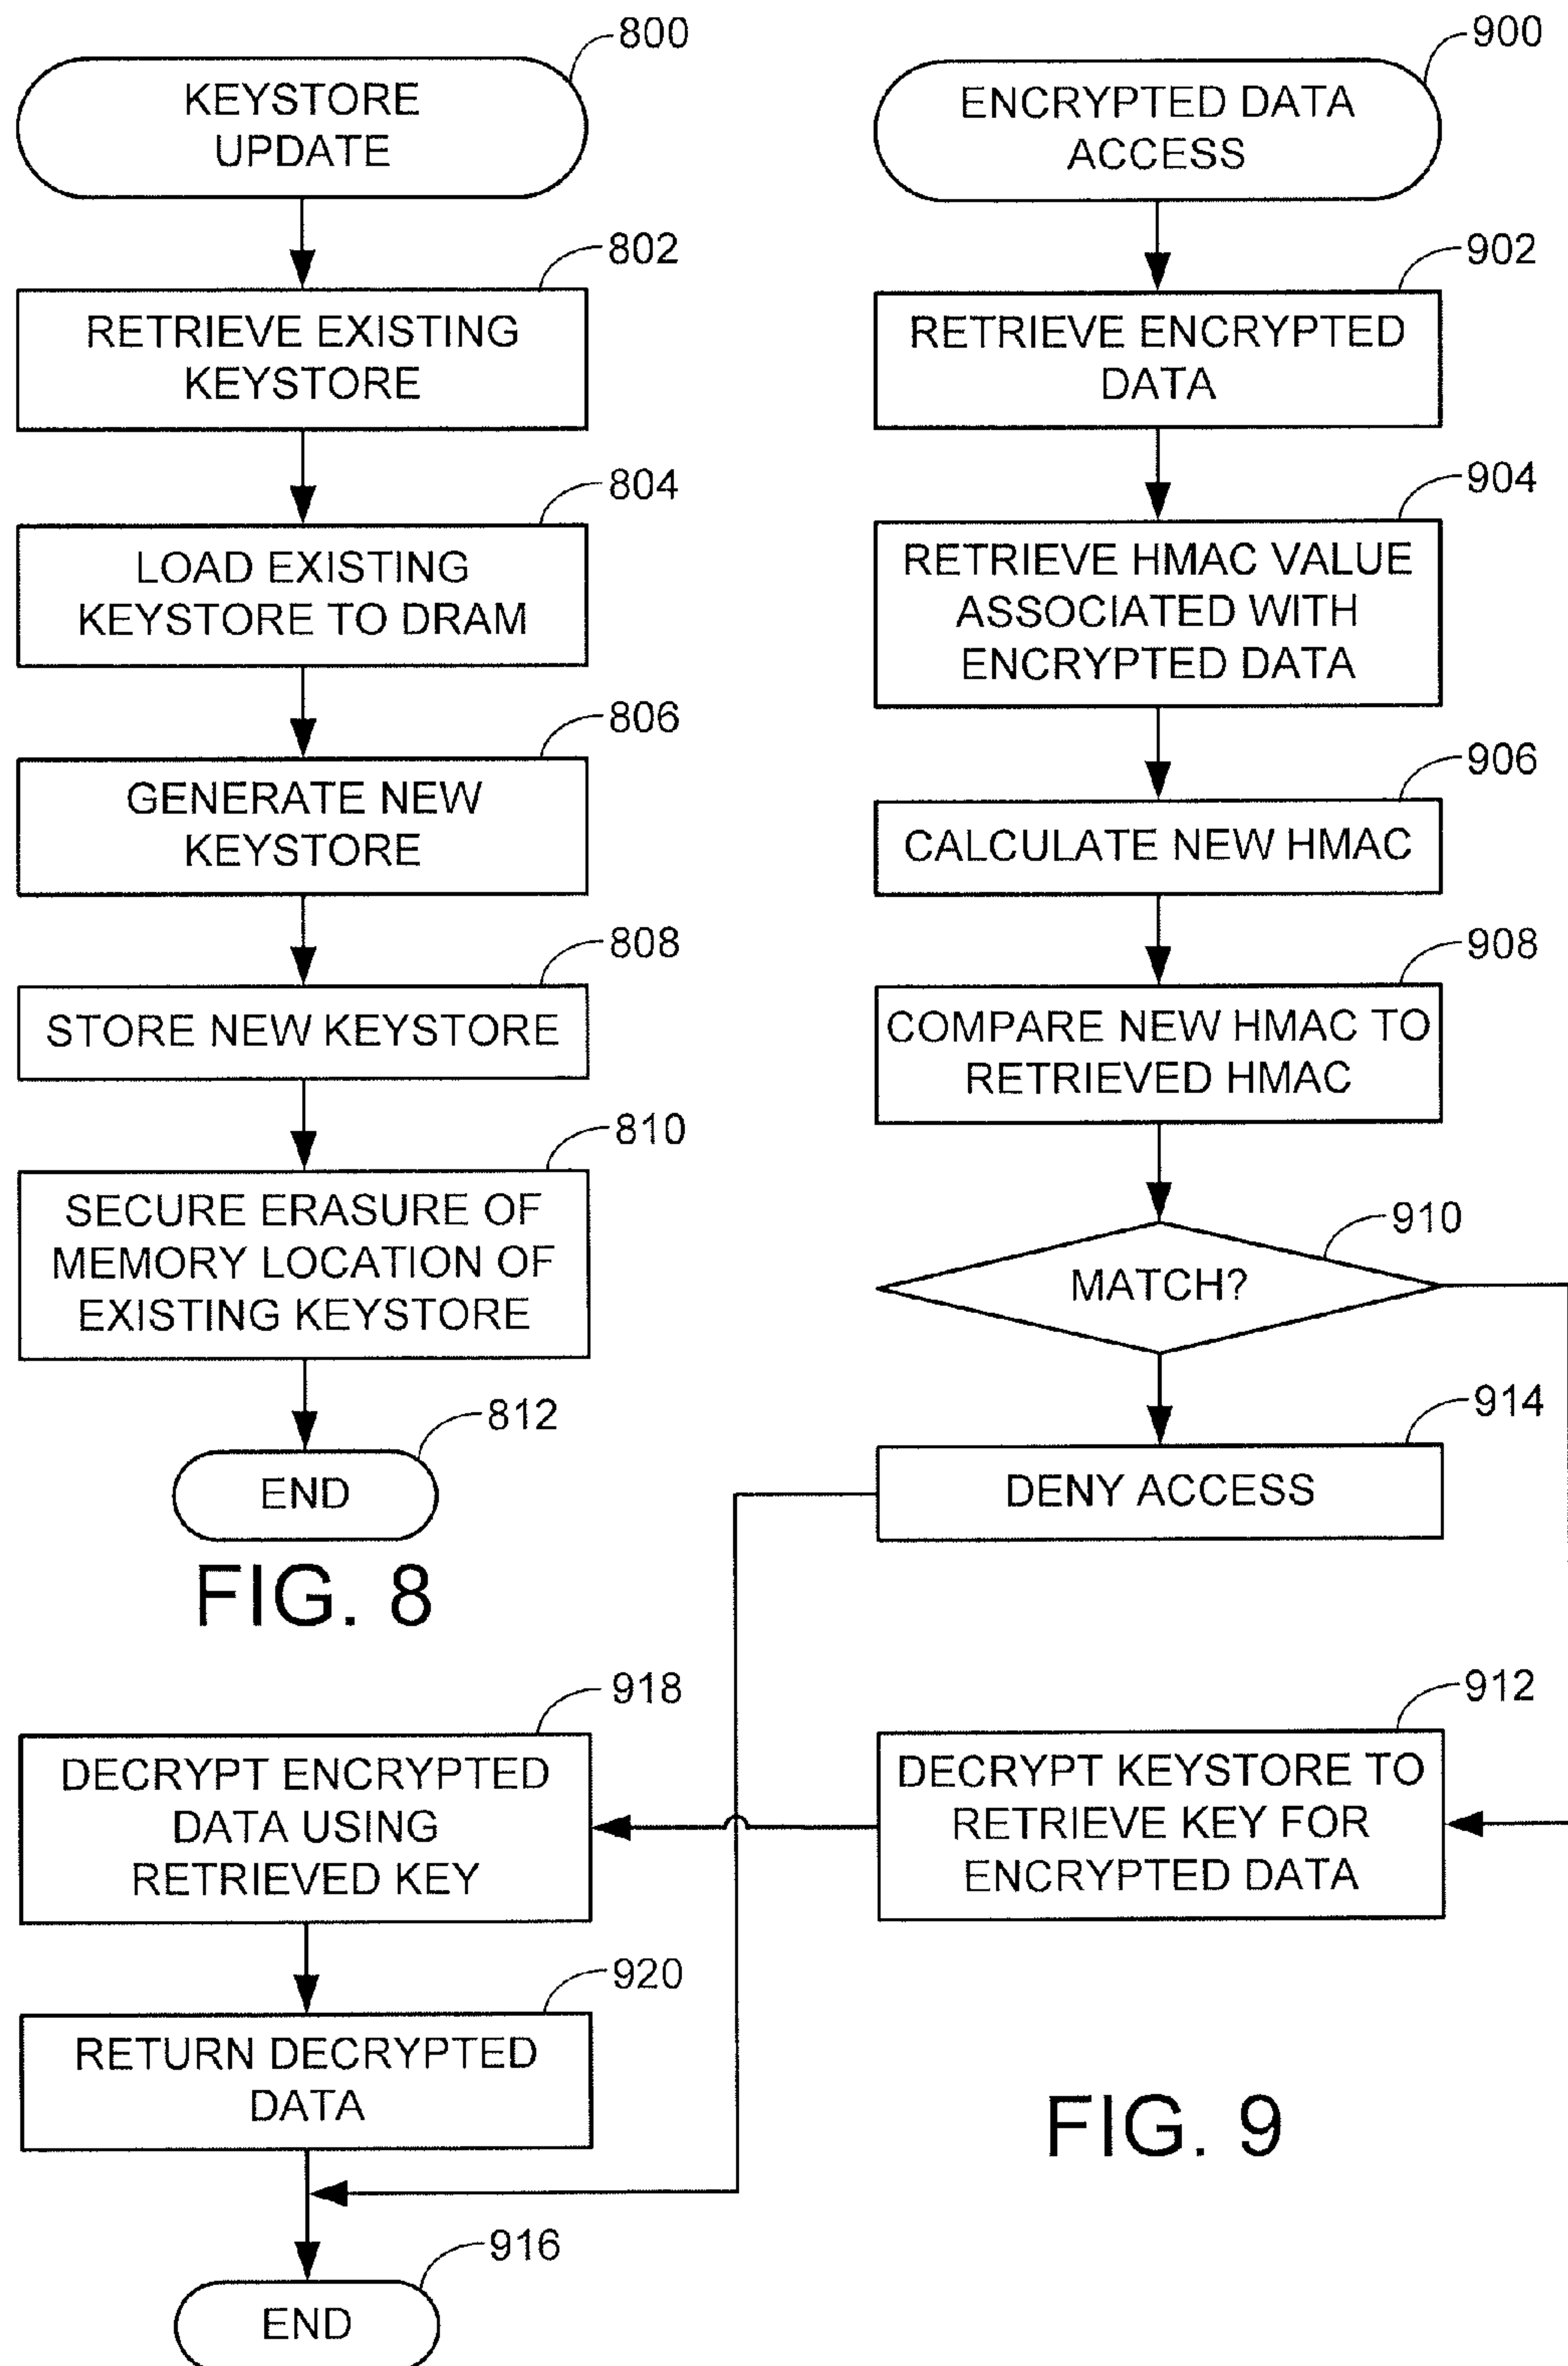 800
KEYSTORE
UPDATE
802
RETRIEVE EXISTING
KEYSTORE
804
LOAD EXISTING
KEYSTORE TO DRAM
806
GENERATE NEW
KEYSTORE
808
STORE NEW KEYSTORE
810
SECURE ERASURE OF
MEMORY LOCATION OF
EXISTING KEYSTORE
812
END
FIG. 8
900
ENCRYPTED DATA
ACCESS
902
RETRIEVE ENCRYPTED
DATA
904
RETRIEVE HMAC VALUE
ASSOCIATED WITH
ENCRYPTED DATA
906
CALCULATE NEW HMAC
908
COMPARE NEW HMAC TO
RETRIEVED HMAC
910
MATCH?
914
DENY ACCESS
912
DECRYPT KEYSTORE TO
RETRIEVE KEY FOR
ENCRYPTED DATA
918
DECRYPT ENCRYPTED
DATA USING
RETRIEVED KEY
920
RETURN DECRYPTED
DATA
916
END
FIG. 9